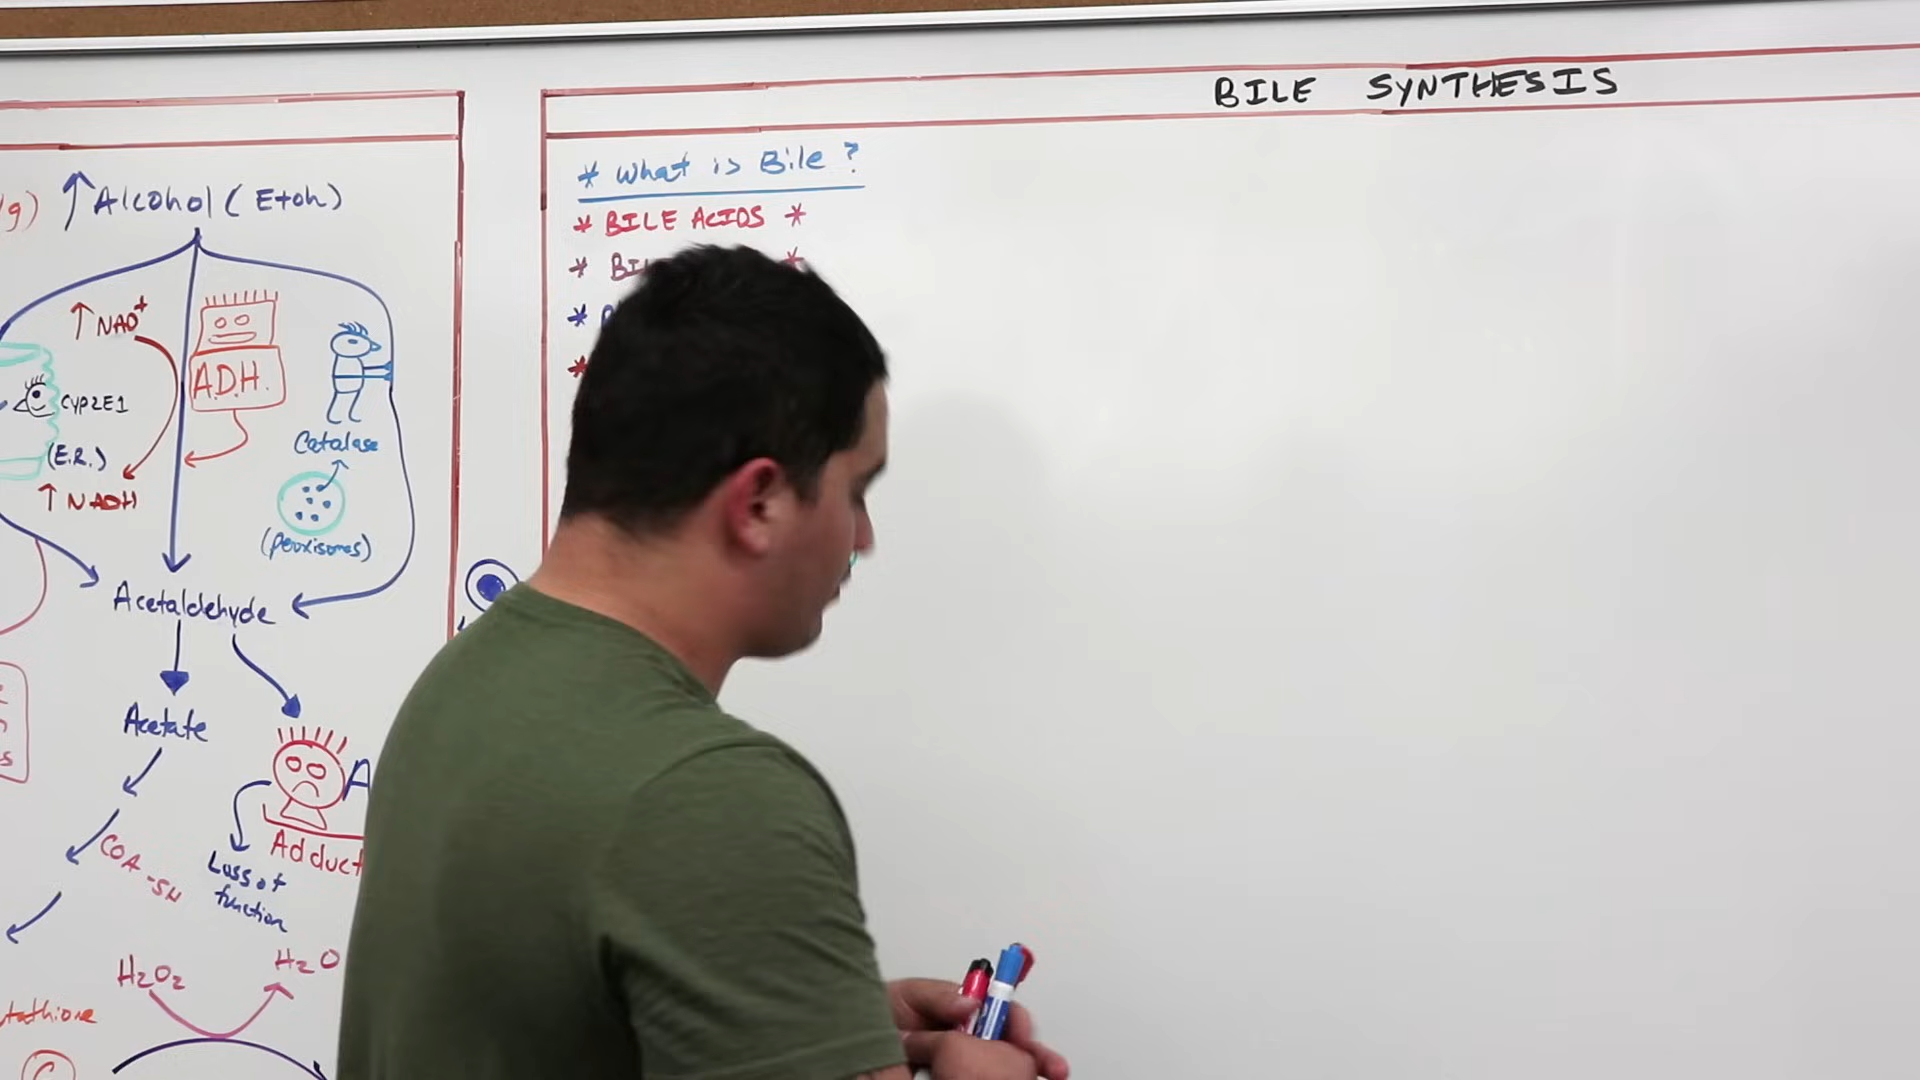 BILE SYNTHESIS
g) ↑Alcohol (Etoh)
↑ NAD+
A.D.H.
CYP2E1
(E.R.)
↑ NADH
Catalase
(peroxisomes)
Acetaldehyde
Acetate
COA-SH
Adduct
Loss of
function
H2O2
H2O
* What is Bile?
* BILE ACIDS *